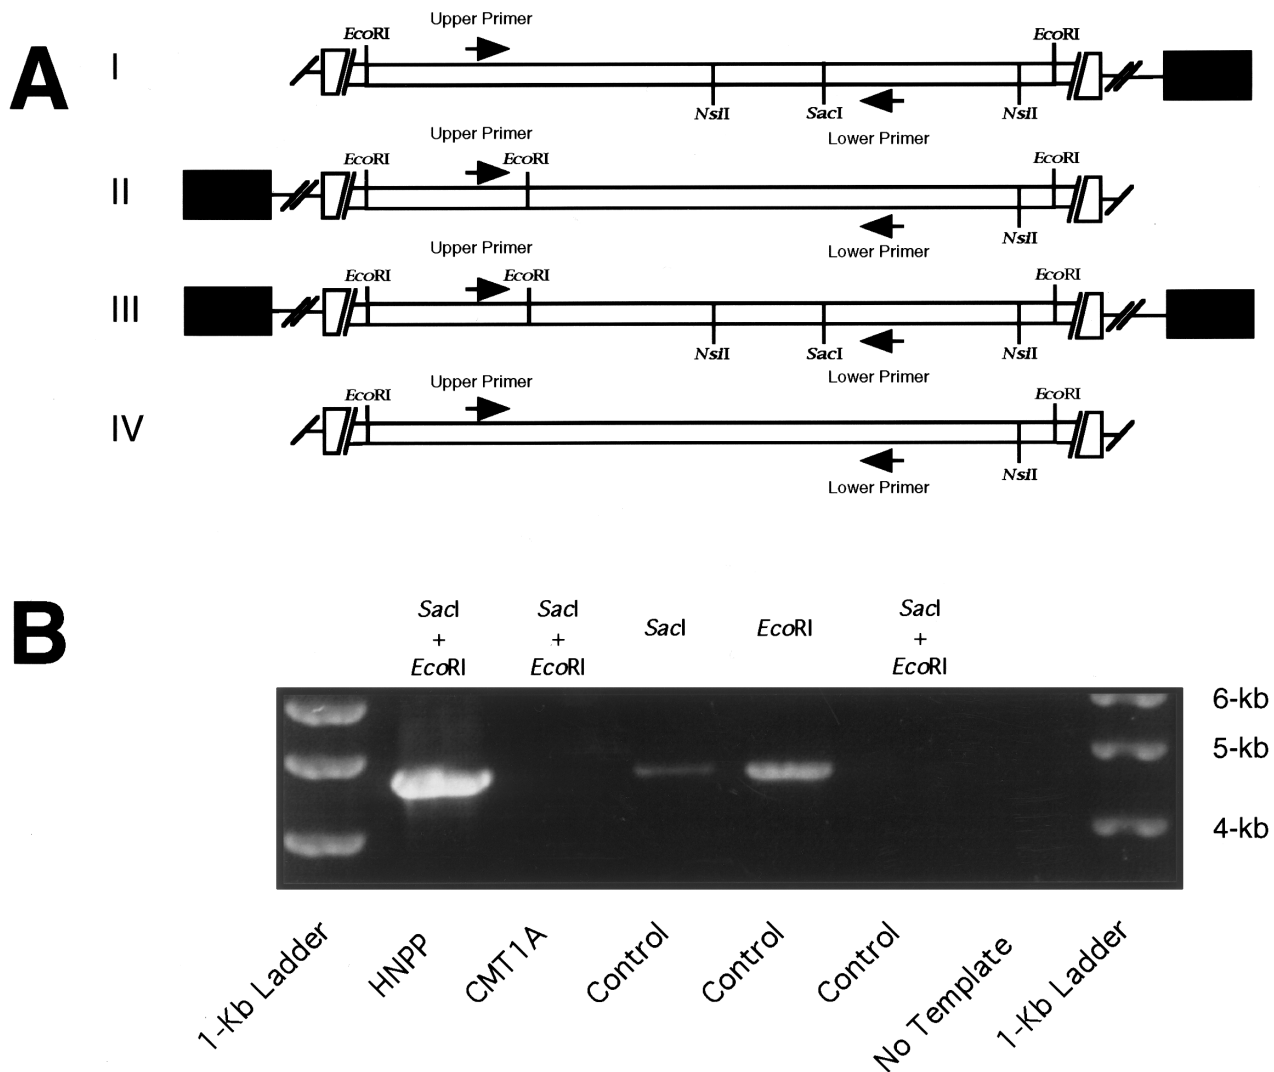 A
I
Upper Primer
EcoRI
EcoRI
NsiI
SacI
NsiI
Lower Primer
II
Upper Primer
EcoRI
EcoRI
EcoRI
NsiI
Lower Primer
III
Upper Primer
EcoRI
EcoRI
EcoRI
NsiI
SacI
NsiI
Lower Primer
IV
Upper Primer
EcoRI
EcoRI
NsiI
Lower Primer
B
SacI
+
EcoRI
SacI
+
EcoRI
SacI
EcoRI
SacI
+
EcoRI
6-kb
5-kb
4-kb
1-Kb Ladder
HNPP
CMT1A
Control
Control
Control
No Template
1-Kb Ladder